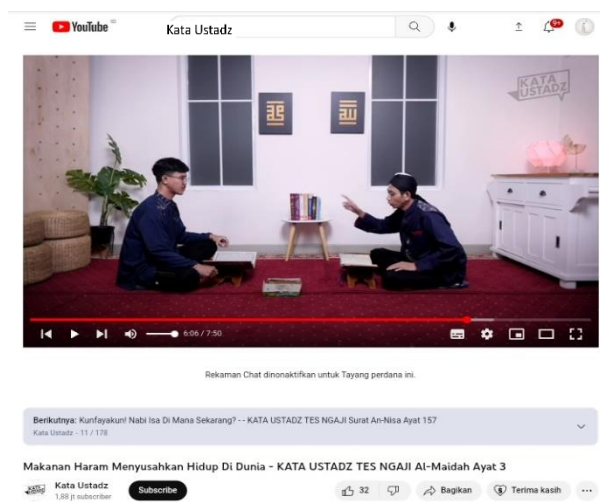 YouTube ID
Kata Ustadz
9+
KATA
USTADZ
6:06 / 7:50
Rekaman Chat dinonaktifkan untuk Tayang perdana ini.
Berikutnya: Kunfayakun! Nabi Isa Di Mana Sekarang? -- KATA USTADZ TES NGAJI Surat An-Nisa Ayat 157
Kata Ustadz - 11 / 178
Makanan Haram Menyusahkan Hidup Di Dunia - KATA USTADZ TES NGAJI Al-Maidah Ayat 3
Kata Ustadz
1,88 jt subscriber
Subscribe
32
Bagikan
Terima kasih